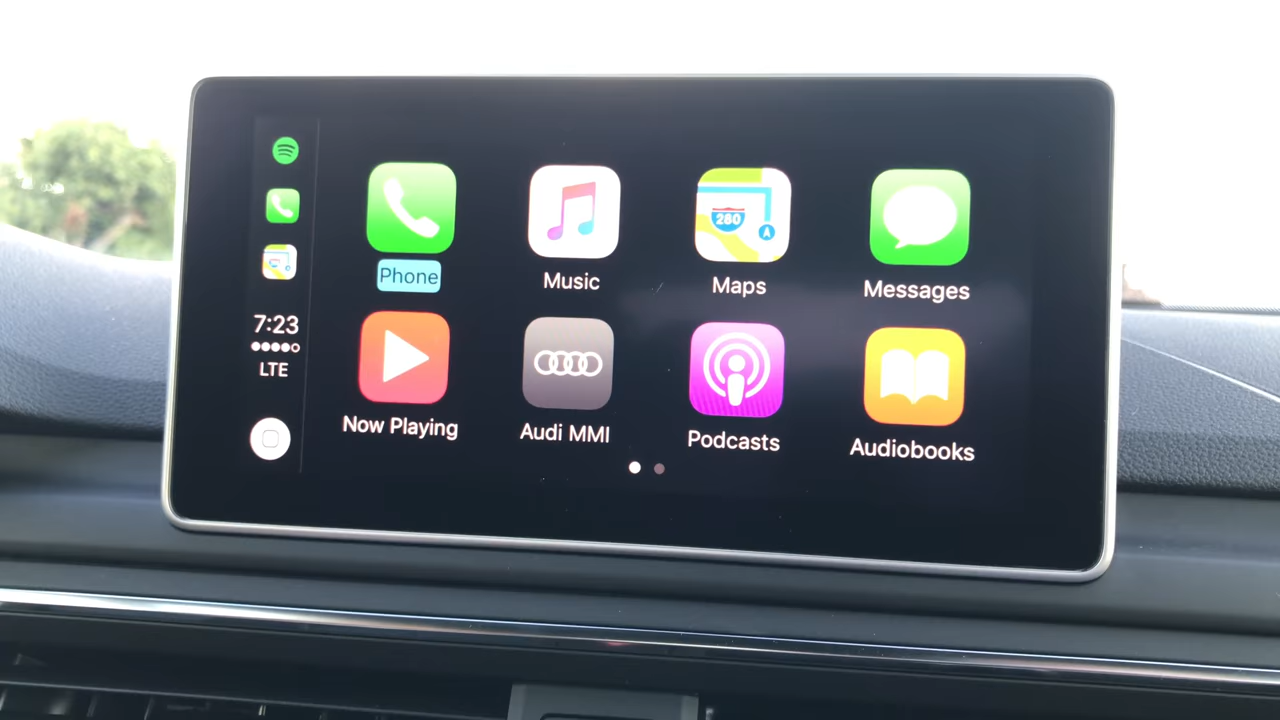 7:23
LTE
Phone
Music
280
A
Maps
Messages
Now Playing
Audi MMI
Podcasts
Audiobooks